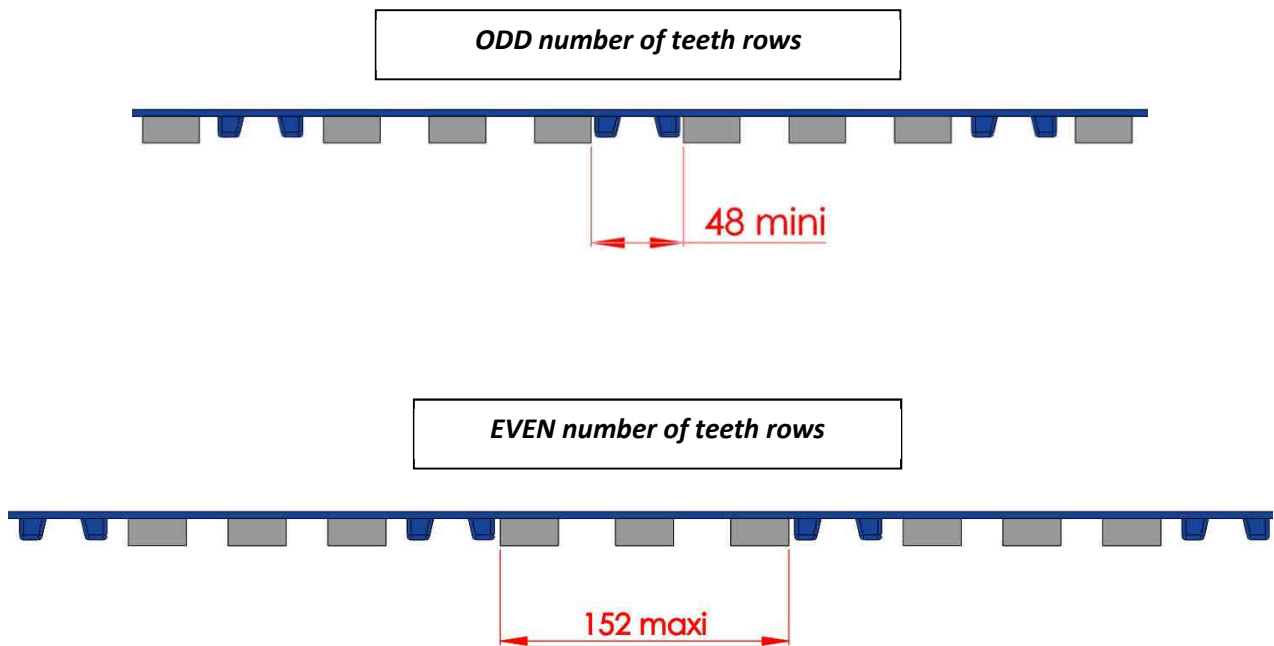 ODD number of teeth rows
48 mini
EVEN number of teeth rows
152 maxi